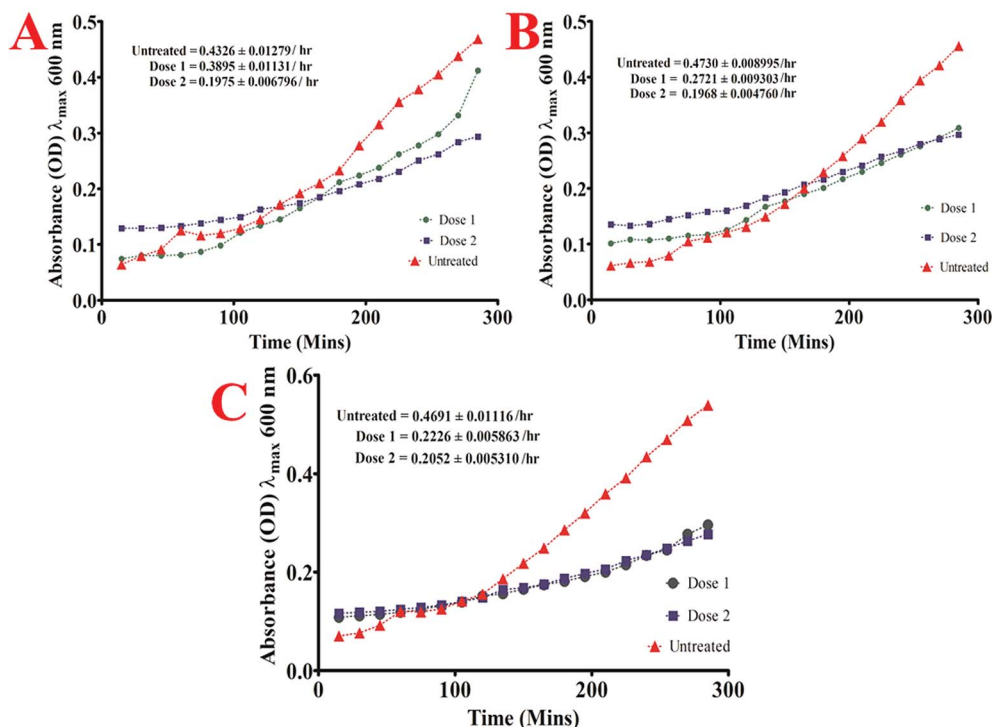 A
Absorbance (OD) λmax 600 nm
0.5
0.4
0.3
0.2
0.1
0.0
Untreated = 0.4326 ± 0.01279/ hr
Dose 1 = 0.3895 ± 0.01131/ hr
Dose 2 = 0.1975 ± 0.006796/ hr
Dose 1
Dose 2
Untreated
0 100 200 300
Time (Mins)
B
Absorbance (OD) λmax 600 nm
0.5
0.4
0.3
0.2
0.1
0.0
Untreated = 0.4730 ± 0.008995/hr
Dose 1 = 0.2721 ± 0.009303/hr
Dose 2 = 0.1968 ± 0.004760/hr
Dose 1
Dose 2
Untreated
0 100 200 300
Time (Mins)
C
Absorbance (OD) λmax 600 nm
0.6
0.4
0.2
0.0
Untreated = 0.4691 ± 0.01116/hr
Dose 1 = 0.2226 ± 0.005863/hr
Dose 2 = 0.2052 ± 0.005310/hr
Dose 1
Dose 2
Untreated
0 100 200 300
Time (Mins)